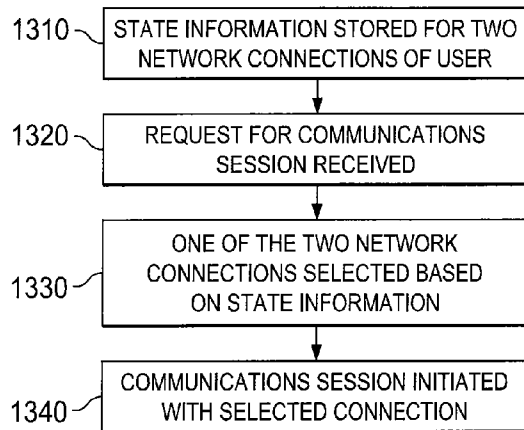 1310 STATE INFORMATION STORED FOR TWO
NETWORK CONNECTIONS OF USER
1320 REQUEST FOR COMMUNICATIONS
SESSION RECEIVED
ONE OF THE TWO NETWORK
1330 CONNECTIONS SELECTED BASED
ON STATE INFORMATION
COMMUNICATIONS SESSION INITIATED
1340 WITH SELECTED CONNECTION